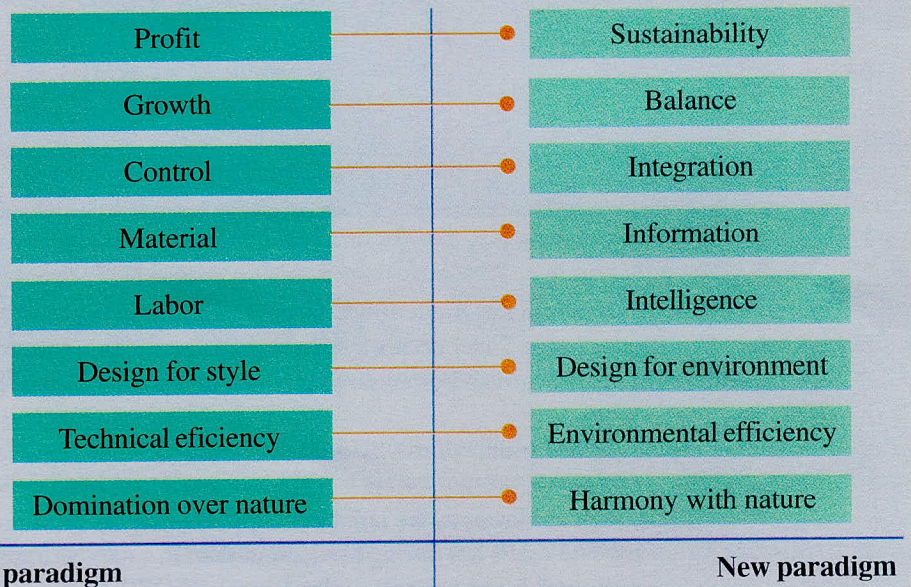 Profit
Sustainability
Growth
Balance
Control
Integration
Material
Information
Labor
Intelligence
Design for style
Design for environment
Technical eficiency
Environmental efficiency
Domination over nature
Harmony with nature
paradigm
New paradigm